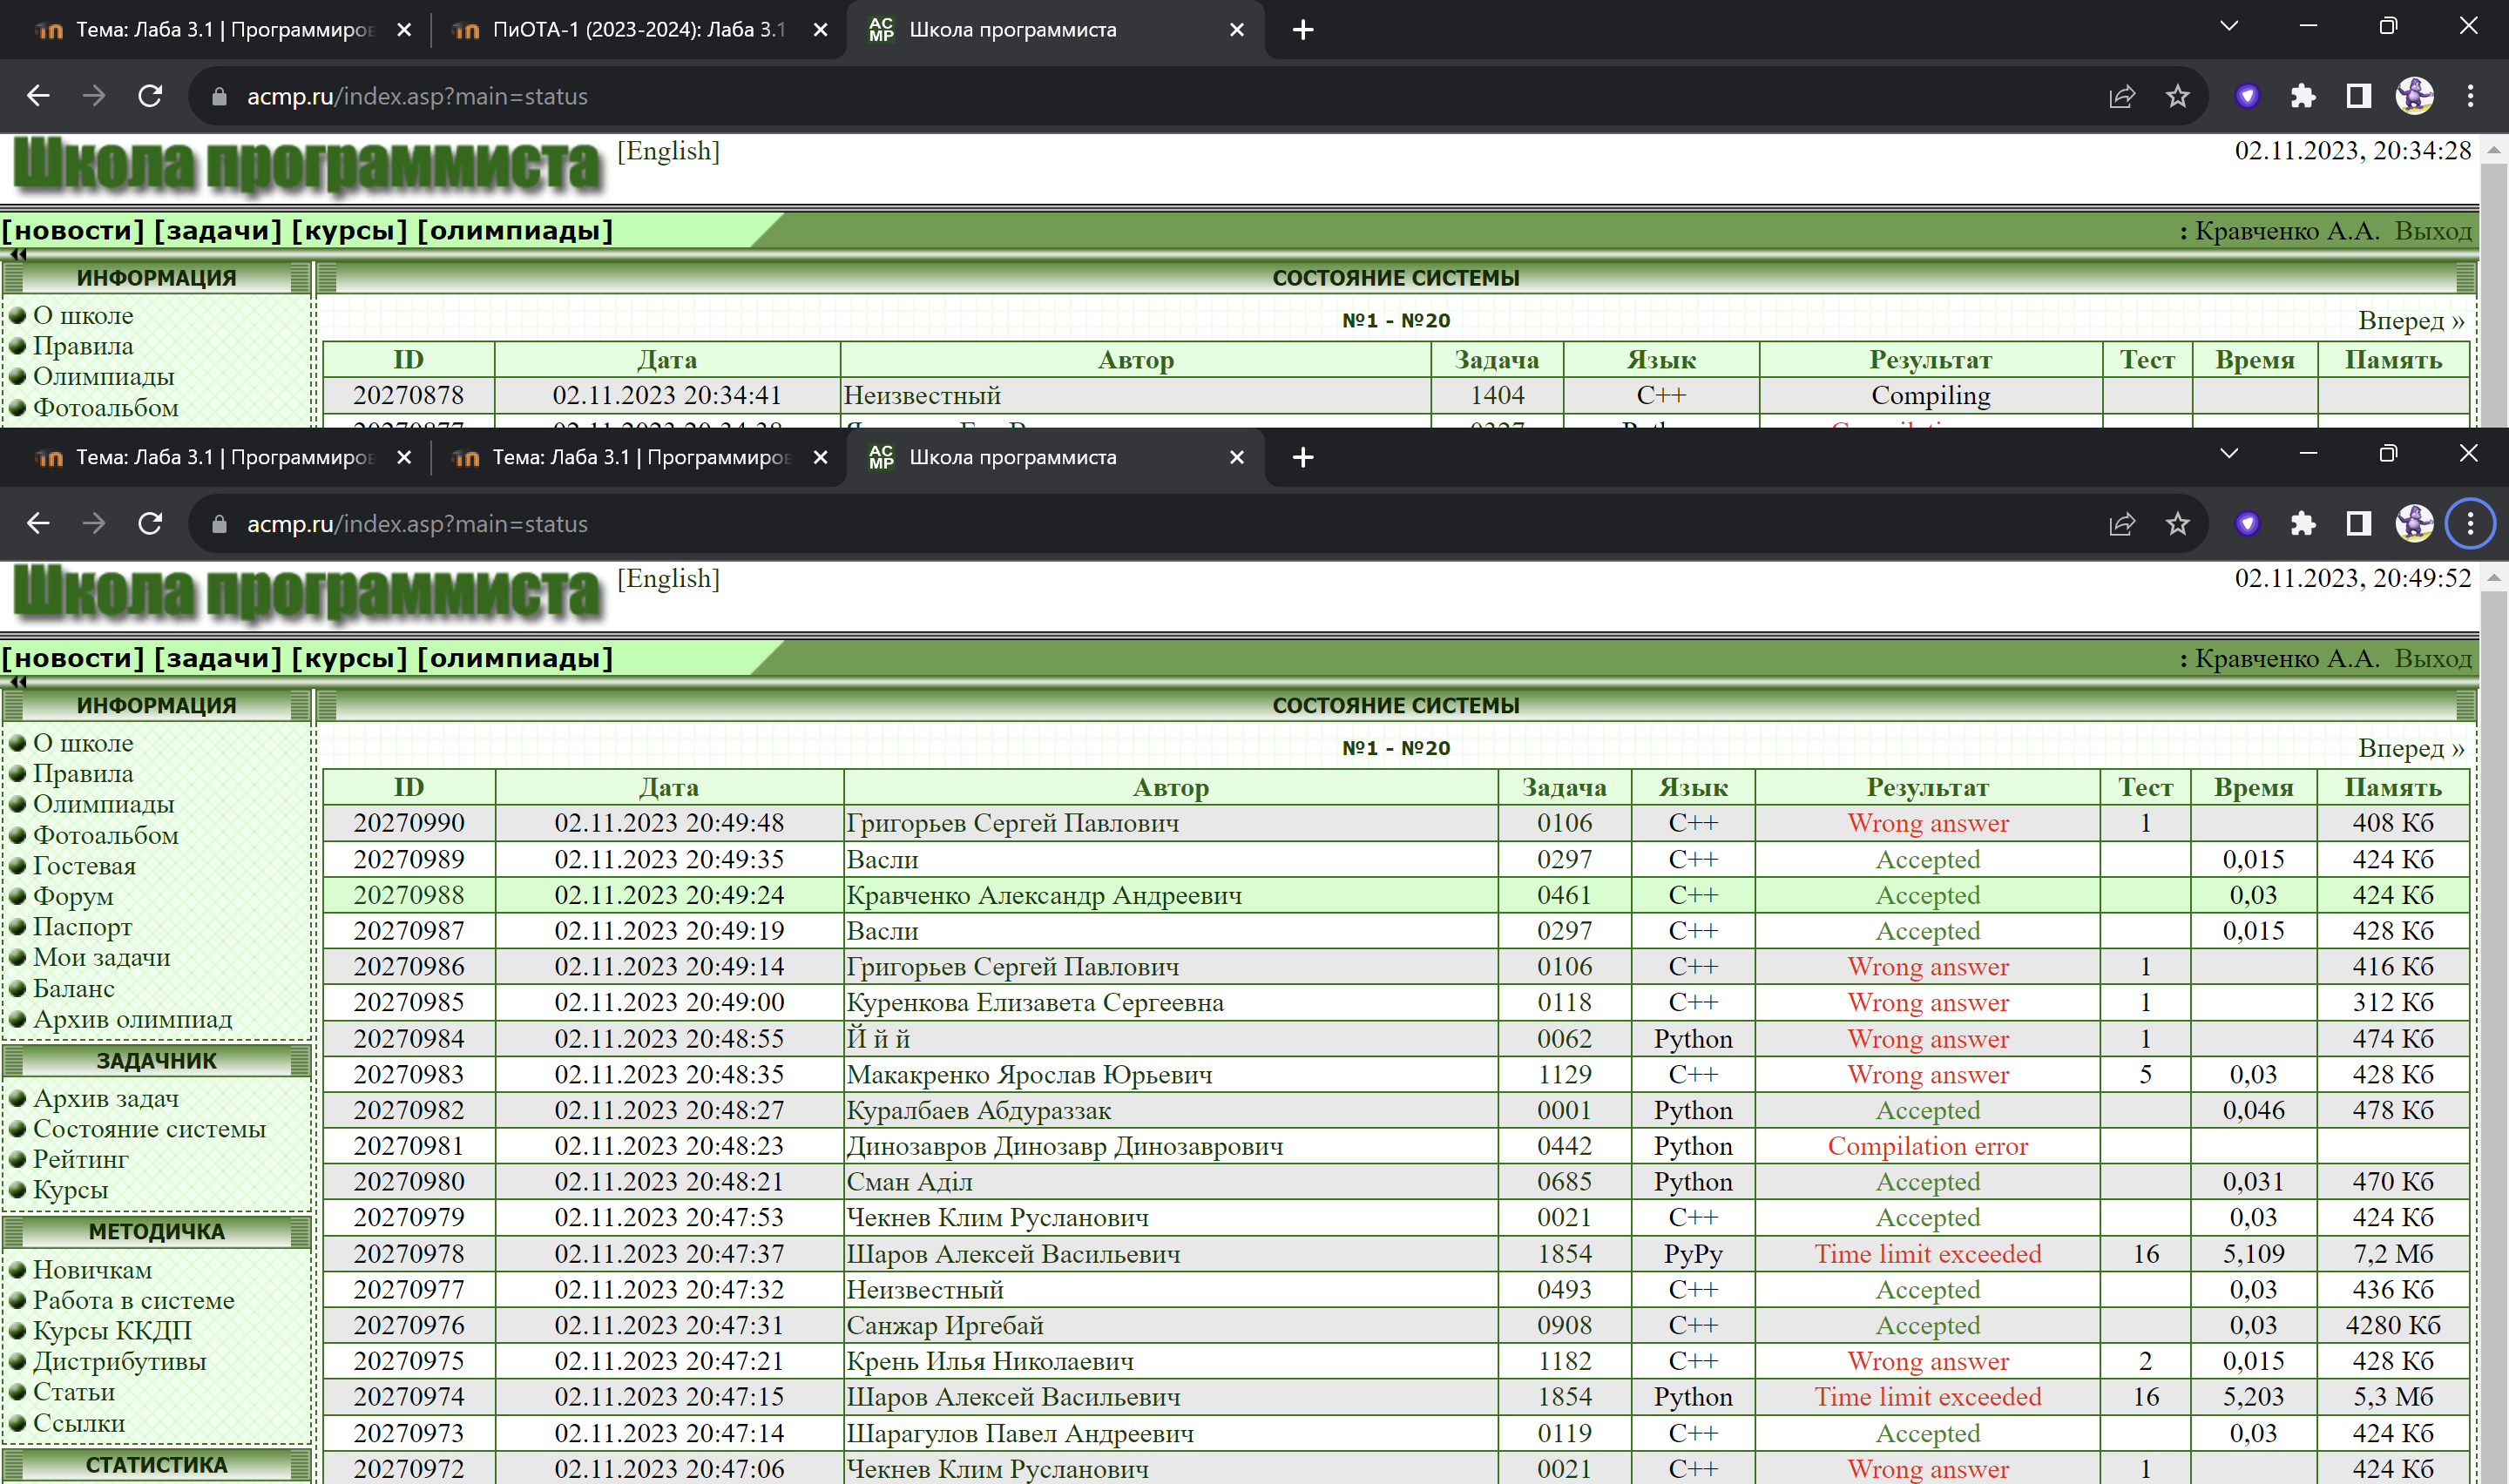 Тема: Лаба 3.1 | Программиров ПиОТА-1 (2023-2024): Лаба 3.1 AC MP Школа программиста
acmp.ru/index.asp?main=status
Школа программиста [English] 02.11.2023, 20:34:28
[новости] [задачи] [курсы] [олимпиады] : Кравченко А.А. Выход
ИНФОРМАЦИЯ СОСТОЯНИЕ СИСТЕМЫ
О школе №1 - №20 Вперед »
Правила ID Дата Автор Задача Язык Результат Тест Время Память
Олимпиады
Фотоальбом 20270878 02.11.2023 20:34:41 Неизвестный 1404 C++ Compiling
Тема: Лаба 3.1 | Программиров Тема: Лаба 3.1 | Программиров AC MP Школа программиста
acmp.ru/index.asp?main=status
Школа программиста [English] 02.11.2023, 20:49:52
[новости] [задачи] [курсы] [олимпиады] : Кравченко А.А. Выход
ИНФОРМАЦИЯ
О школе
Правила
Олимпиады
Фотоальбом
Гостевая
Форум
Паспорт
Мои задачи
Баланс
Архив олимпиад
ЗАДАЧНИК
Архив задач
Состояние системы
Рейтинг
Курсы
МЕТОДИЧКА
Новичкам
Работа в системе
Курсы ККДП
Дистрибутивы
Статьи
Ссылки
СТАТИСТИКА
СОСТОЯНИЕ СИСТЕМЫ
№1 - №20 Вперед »
ID Дата Автор Задача Язык Результат Тест Время Память
20270990 02.11.2023 20:49:48 Григорьев Сергей Павлович 0106 C++ Wrong answer 1 408 Кб
20270989 02.11.2023 20:49:35 Васли 0297 C++ Accepted 0,015 424 Кб
20270988 02.11.2023 20:49:24 Кравченко Александр Андреевич 0461 C++ Accepted 0,03 424 Кб
20270987 02.11.2023 20:49:19 Васли 0297 C++ Accepted 0,015 428 Кб
20270986 02.11.2023 20:49:14 Григорьев Сергей Павлович 0106 C++ Wrong answer 1 416 Кб
20270985 02.11.2023 20:49:00 Куренкова Елизавета Сергеевна 0118 C++ Wrong answer 1 312 Кб
20270984 02.11.2023 20:48:55 Й й й 0062 Python Wrong answer 1 474 Кб
20270983 02.11.2023 20:48:35 Макакренко Ярослав Юрьевич 1129 C++ Wrong answer 5 0,03 428 Кб
20270982 02.11.2023 20:48:27 Куралбаев Абдураззак 0001 Python Accepted 0,046 478 Кб
20270981 02.11.2023 20:48:23 Динозавров Динозавр Динозаврович 0442 Python Compilation error
20270980 02.11.2023 20:48:21 Сман Аділ 0685 Python Accepted 0,031 470 Кб
20270979 02.11.2023 20:47:53 Чекнев Клим Русланович 0021 C++ Accepted 0,03 424 Кб
20270978 02.11.2023 20:47:37 Шаров Алексей Васильевич 1854 PyPy Time limit exceeded 16 5,109 7,2 Мб
20270977 02.11.2023 20:47:32 Неизвестный 0493 C++ Accepted 0,03 436 Кб
20270976 02.11.2023 20:47:31 Санжар Иргебай 0908 C++ Accepted 0,03 4280 Кб
20270975 02.11.2023 20:47:21 Крень Илья Николаевич 1182 C++ Wrong answer 2 0,015 428 Кб
20270974 02.11.2023 20:47:15 Шаров Алексей Васильевич 1854 Python Time limit exceeded 16 5,203 5,3 Мб
20270973 02.11.2023 20:47:14 Шарагулов Павел Андреевич 0119 C++ Accepted 0,03 424 Кб
20270972 02.11.2023 20:47:06 Чекнев Клим Русланович 0021 C++ Wrong answer 1 424 Кб